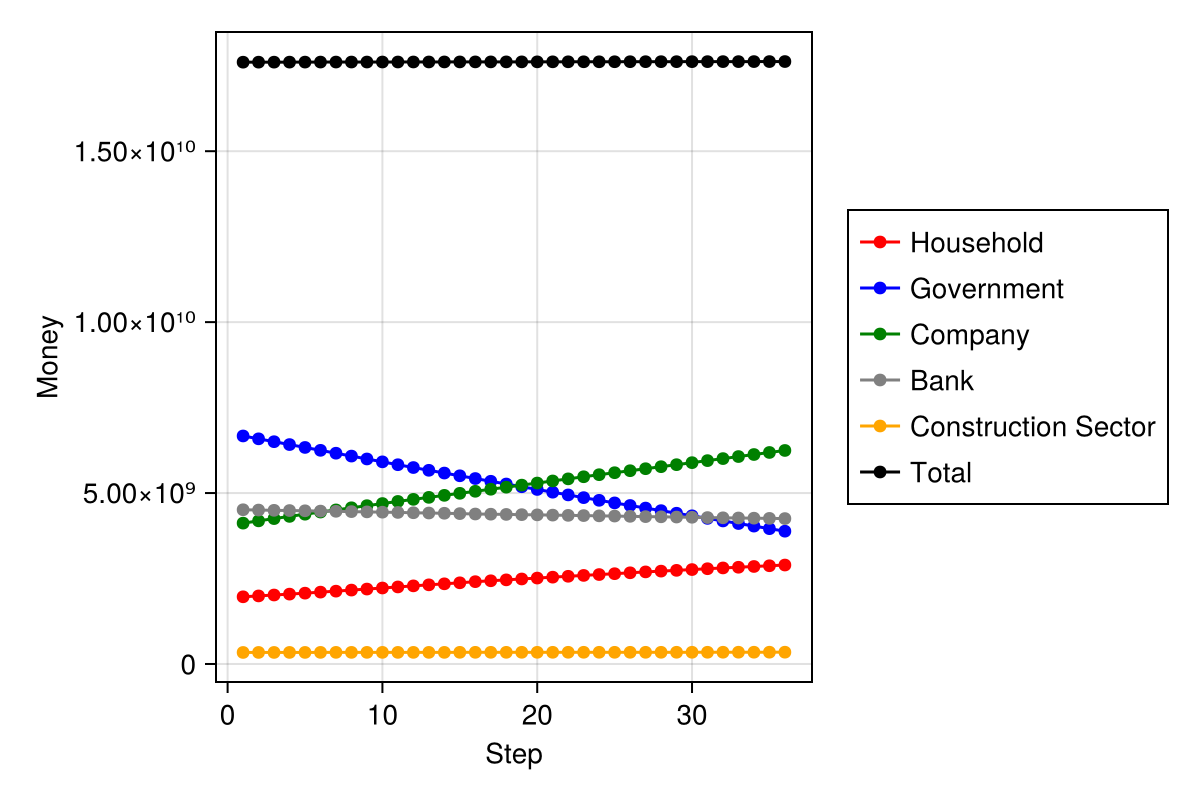 1.50×10¹⁰
1.00×10¹⁰
5.00×10⁹
0
Money
0 10 20 30
Step
Household
Government
Company
Bank
Construction Sector
Total